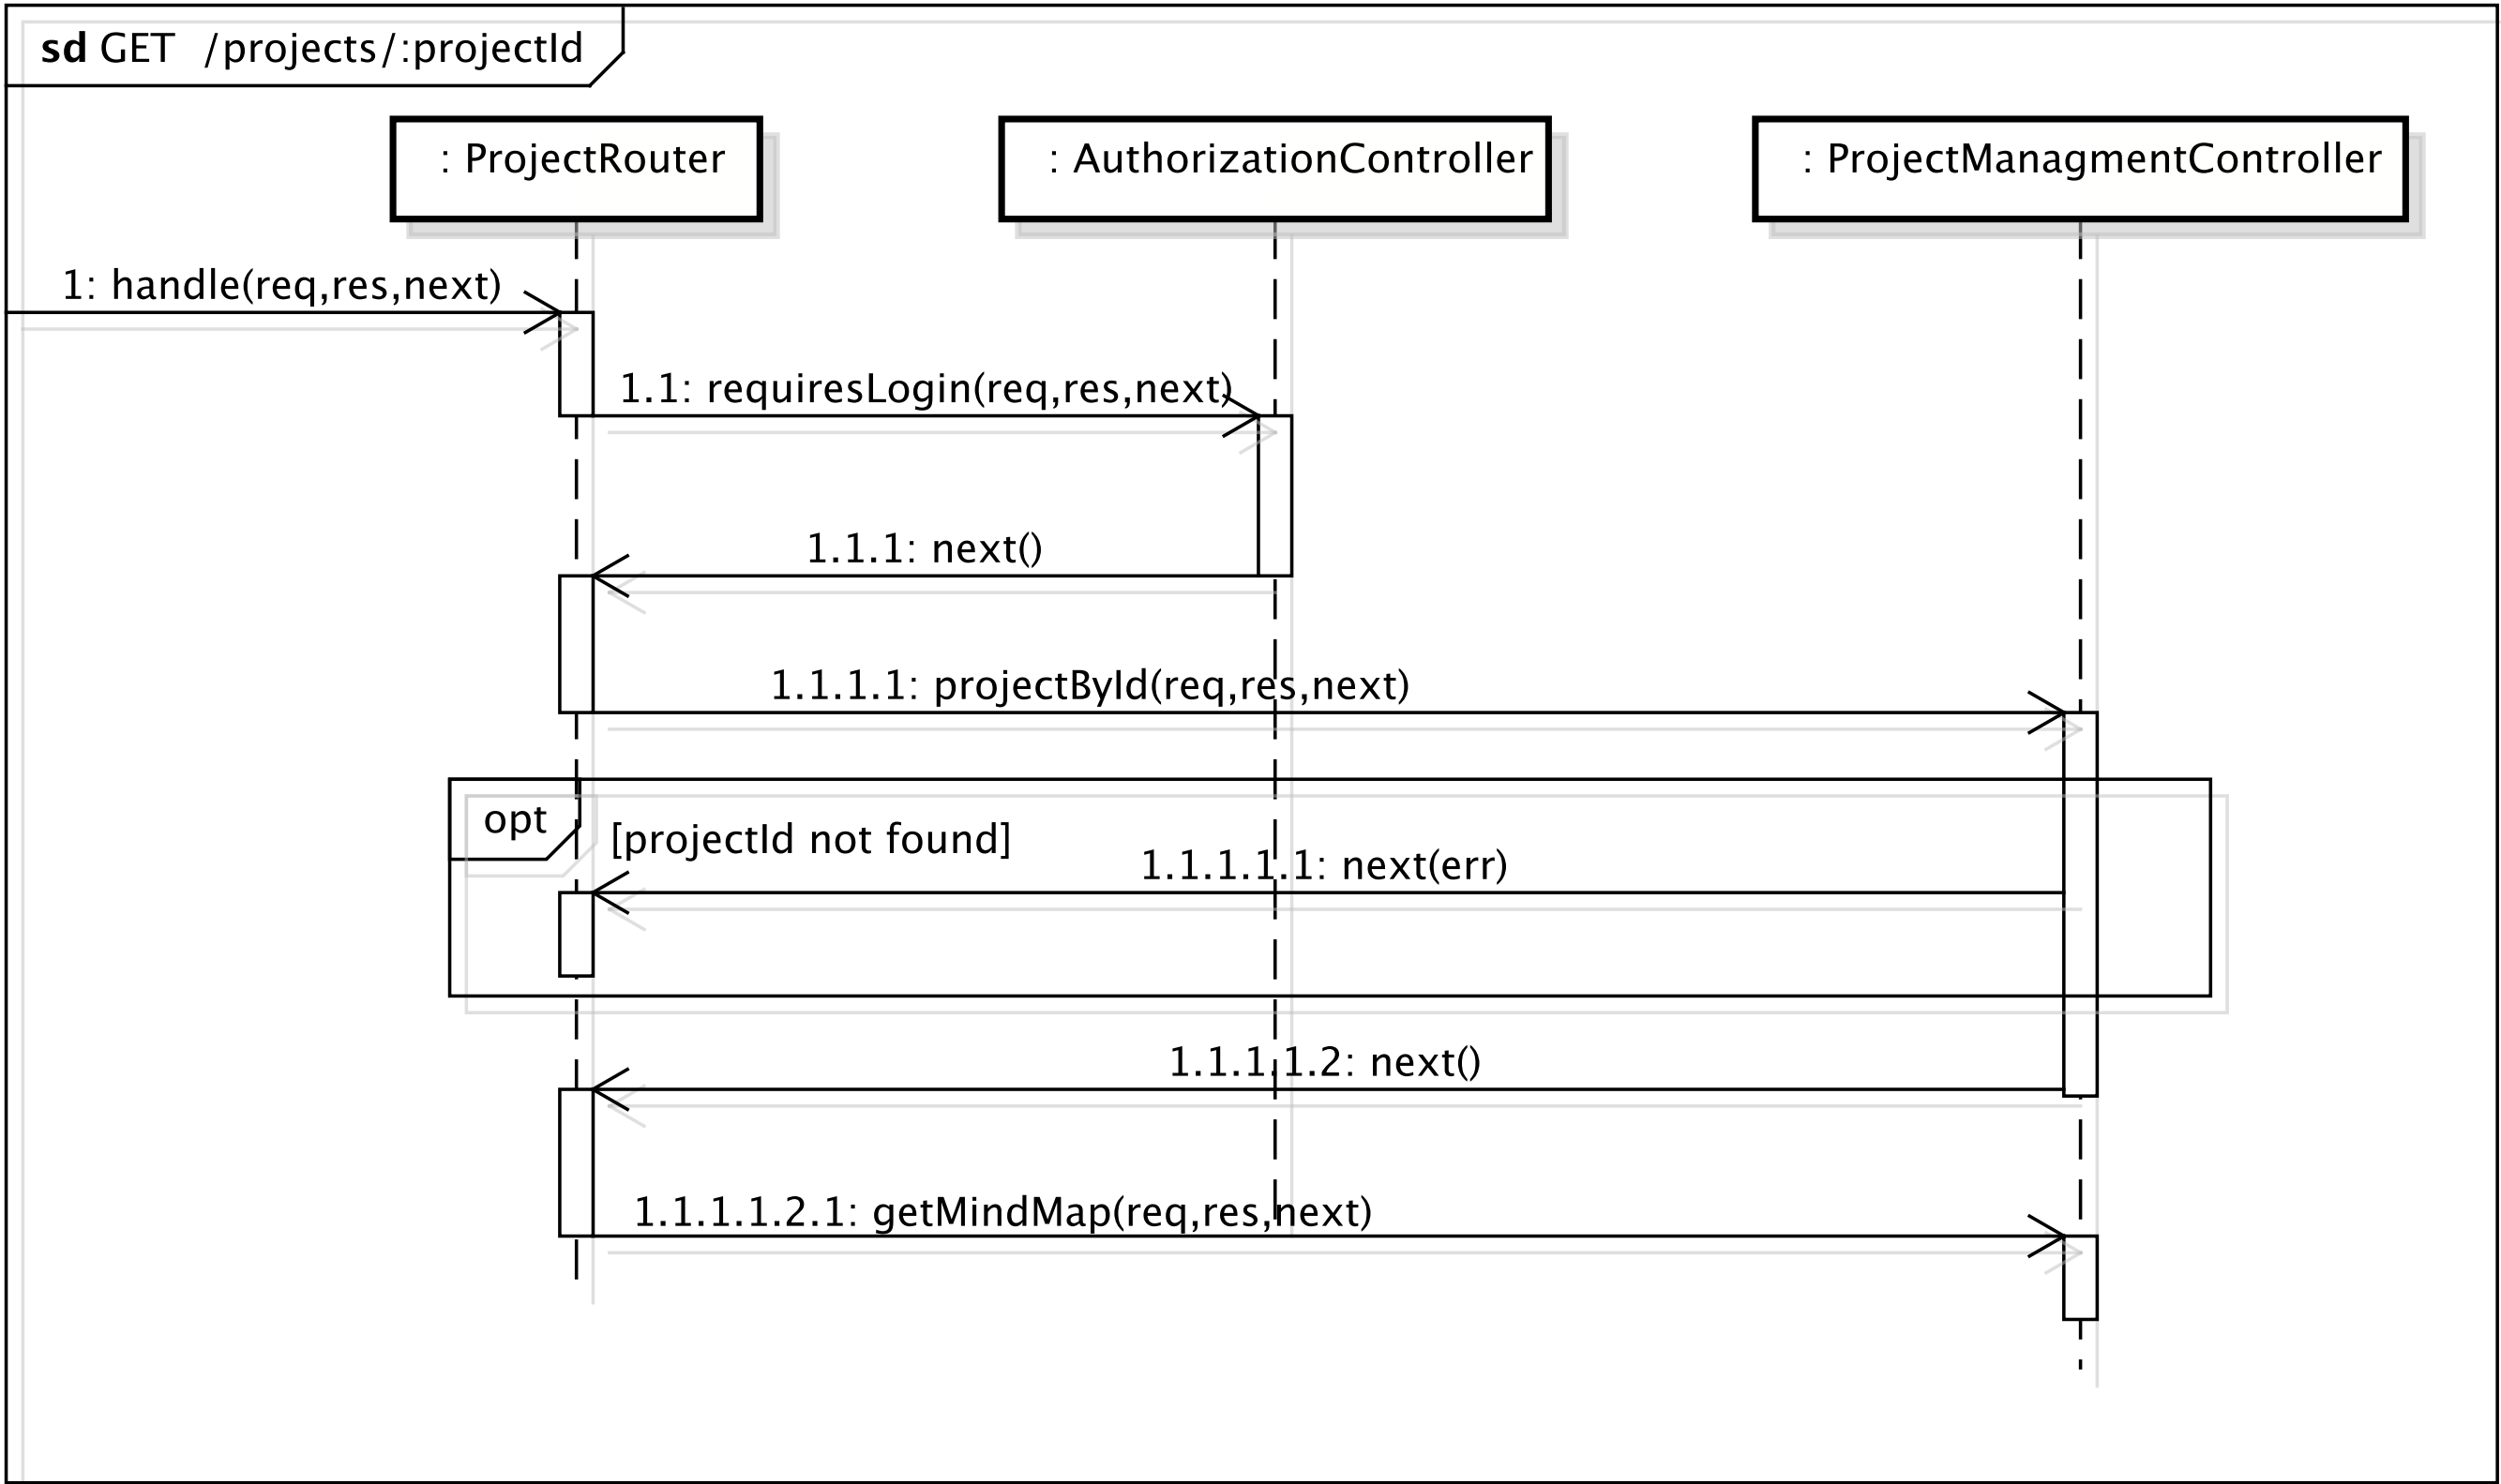 sd GET /projects/:projectId
: ProjectRouter
: AuthorizationController
: ProjectManagmentController
1: handle(req,res,next)
1.1: requiresLogin(req,res,next)
1.1.1: next()
1.1.1.1: projectById(req,res,next)
opt
[projectId not found]
1.1.1.1.1: next(err)
1.1.1.1.2: next()
1.1.1.1.2.1: getMindMap(req,res,next)